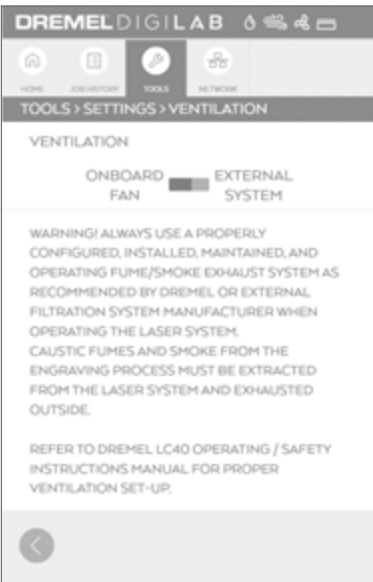 DREMEL DIGILAB
HOME JOB HISTORY TOOLS NETWORK
TOOLS > SETTINGS > VENTILATION
VENTILATION
ONBOARD FAN
EXTERNAL SYSTEM
WARNING! ALWAYS USE A PROPERLY
CONFIGURED, INSTALLED, MAINTAINED, AND
OPERATING FUME/SMOKE EXHAUST SYSTEM AS
RECOMMENDED BY DREMEL OR EXTERNAL
FILTRATION SYSTEM MANUFACTURER WHEN
OPERATING THE LASER SYSTEM.
CAUSTIC FUMES AND SMOKE FROM THE
ENGRAVING PROCESS MUST BE EXTRACTED
FROM THE LASER SYSTEM AND EXHAUSTED
OUTSIDE.
REFER TO DREMEL LC40 OPERATING / SAFETY
INSTRUCTIONS MANUAL FOR PROPER
VENTILATION SET-UP.